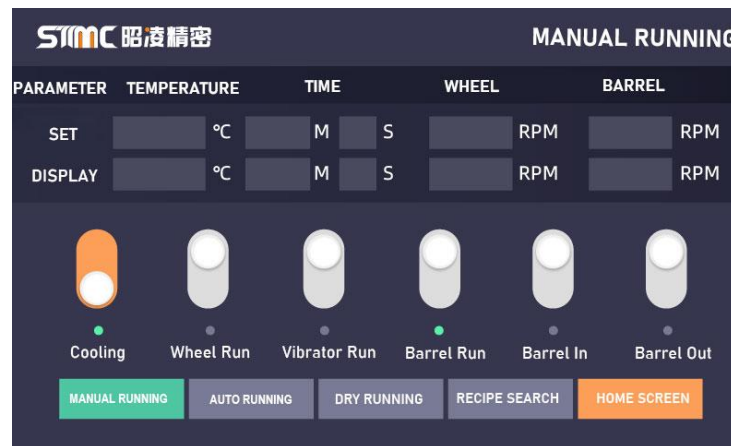 STMC 昭凌精密
MANUAL RUNNING
PARAMETER TEMPERATURE TIME WHEEL BARREL
SET ℃ M S RPM RPM
DISPLAY ℃ M S RPM RPM
Cooling Wheel Run Vibrator Run Barrel Run Barrel In Barrel Out
MANUAL RUNNING AUTO RUNNING DRY RUNNING RECIPE SEARCH HOME SCREEN